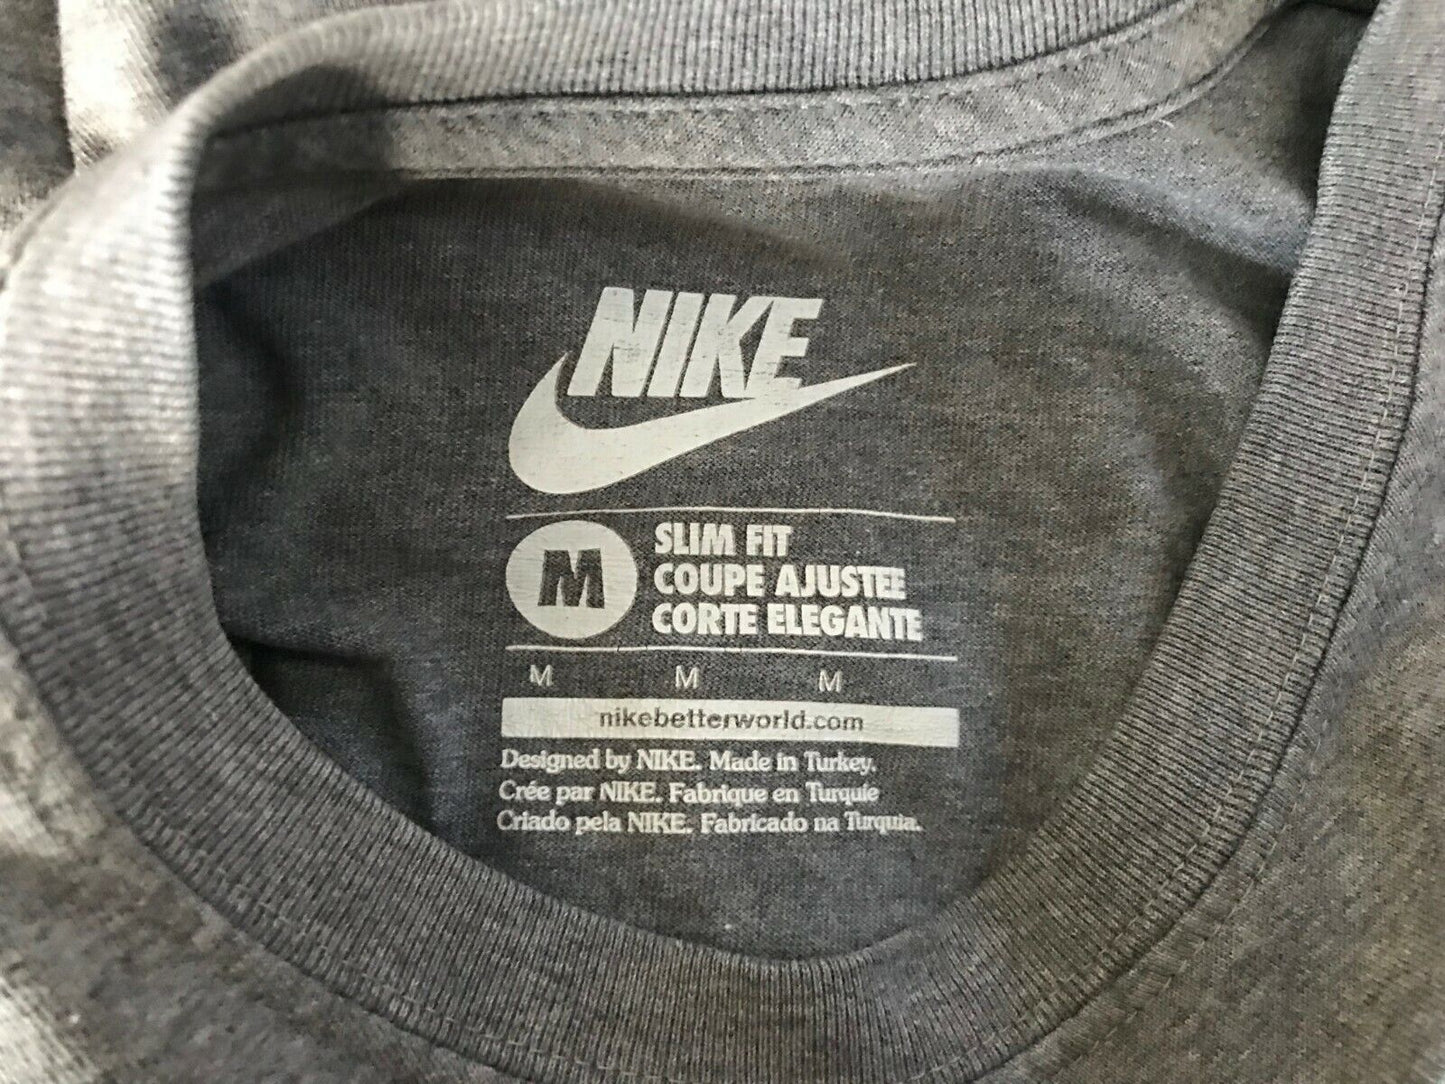 NIKE
M
SLIM FIT
COUPE AJUSTEE
CORTE ELEGANTE
M M M
nikebetterworld.com
Designed by NIKE. Made in Turkey.
Crée par NIKE. Fabrique en Turquie
Criado pela NIKE. Fabricado na Turquia.